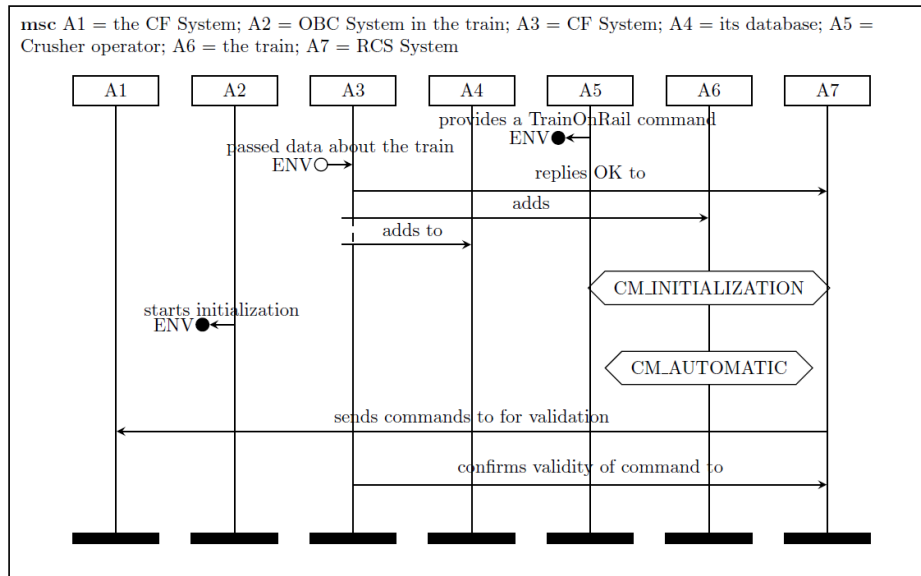 msc A1 = the CF System; A2 = OBC System in the train; A3 = CF System; A4 = its database; A5 =
Crusher operator; A6 = the train; A7 = RCS System
A1 A2 A3 A4 A5 A6 A7
provides a TrainOnRail command
ENV
passed data about the train
ENV
replies OK to
adds
adds to
CM_INITIALIZATION
starts initialization
ENV
CM_AUTOMATIC
sends commands to for validation
confirms validity of command to